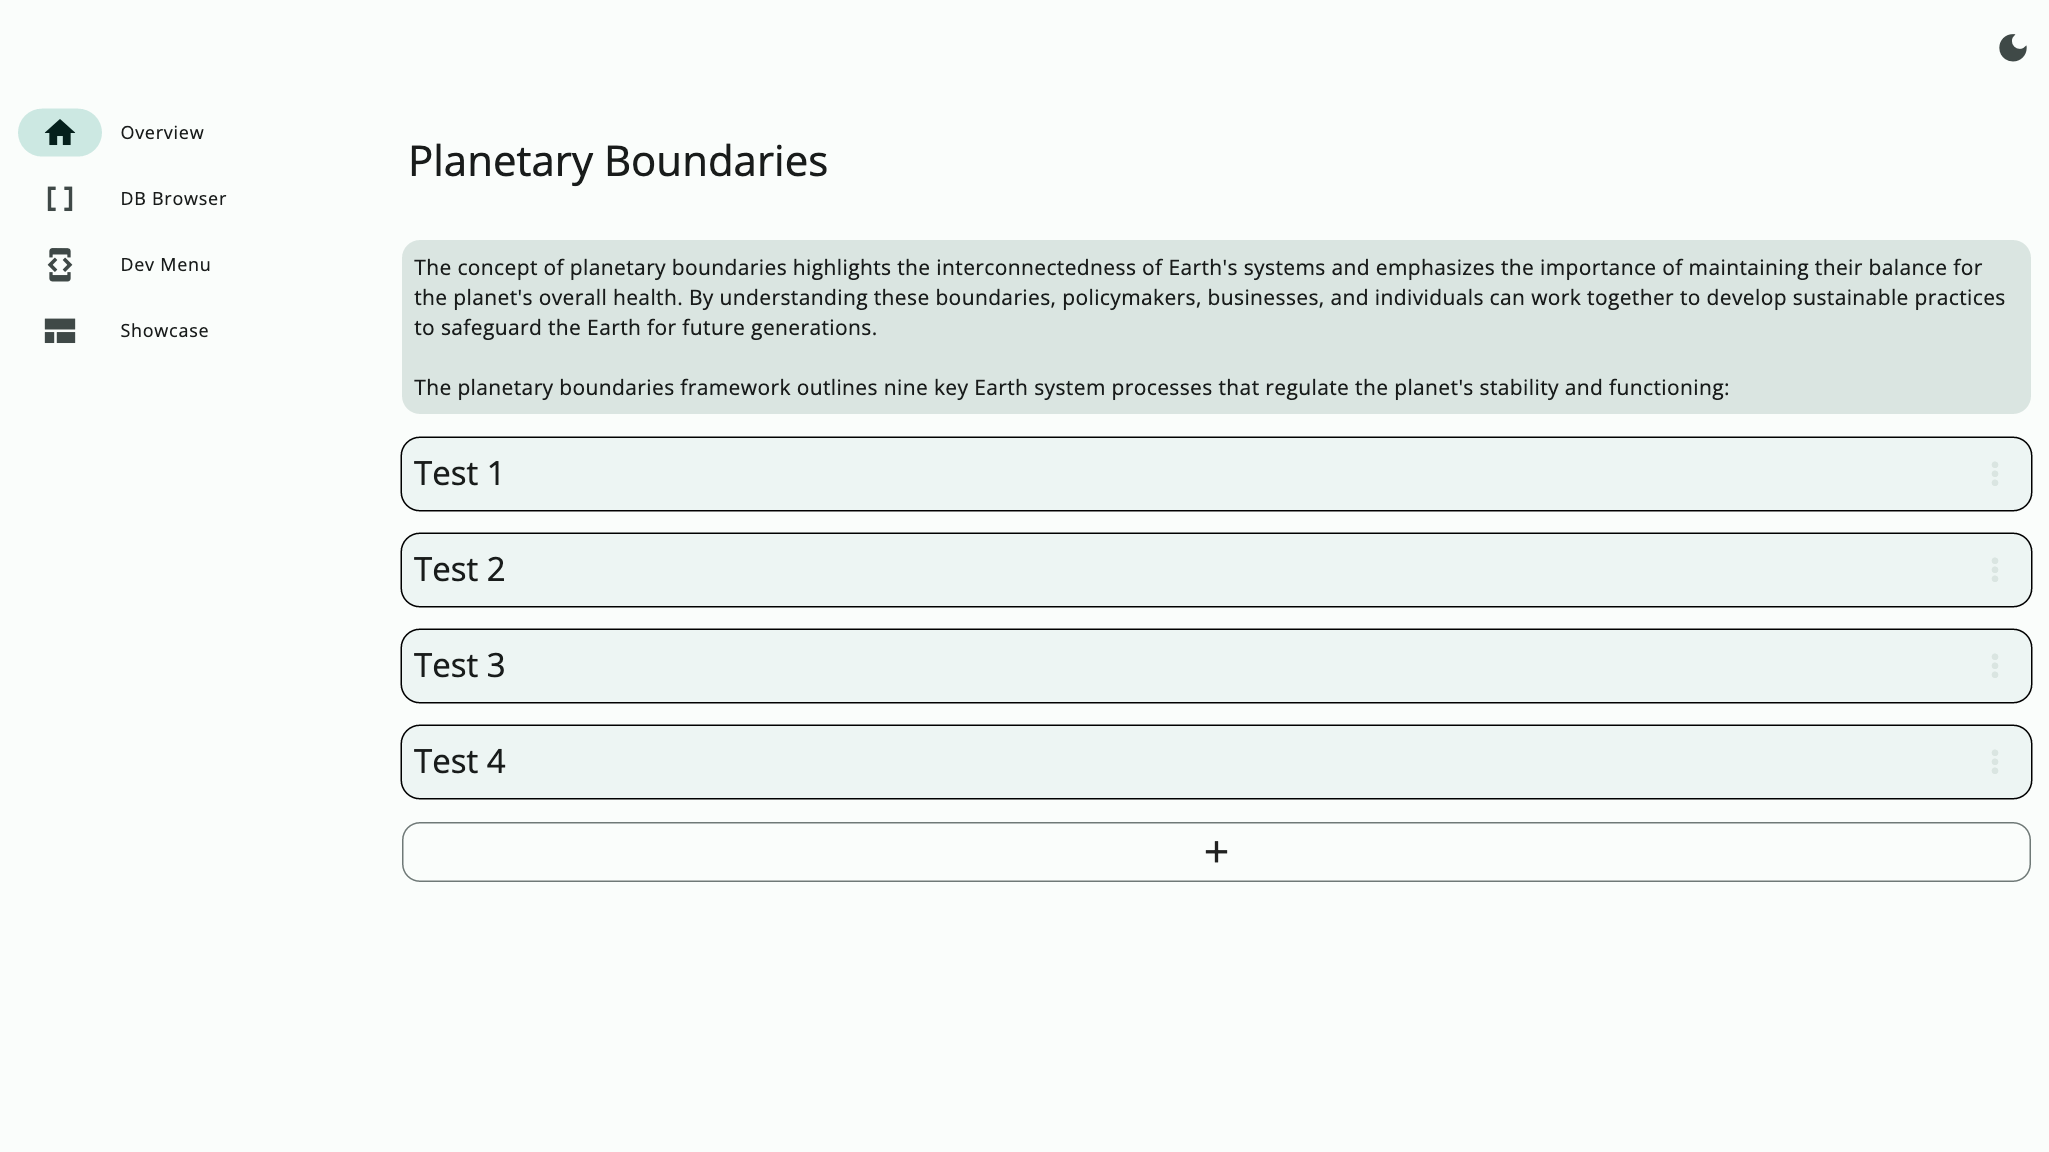 Overview
DB Browser
Dev Menu
Showcase
Planetary Boundaries
The concept of planetary boundaries highlights the interconnectedness of Earth's systems and emphasizes the importance of maintaining their balance for
the planet's overall health. By understanding these boundaries, policymakers, businesses, and individuals can work together to develop sustainable practices
to safeguard the Earth for future generations.
The planetary boundaries framework outlines nine key Earth system processes that regulate the planet's stability and functioning:
Test 1
Test 2
Test 3
Test 4